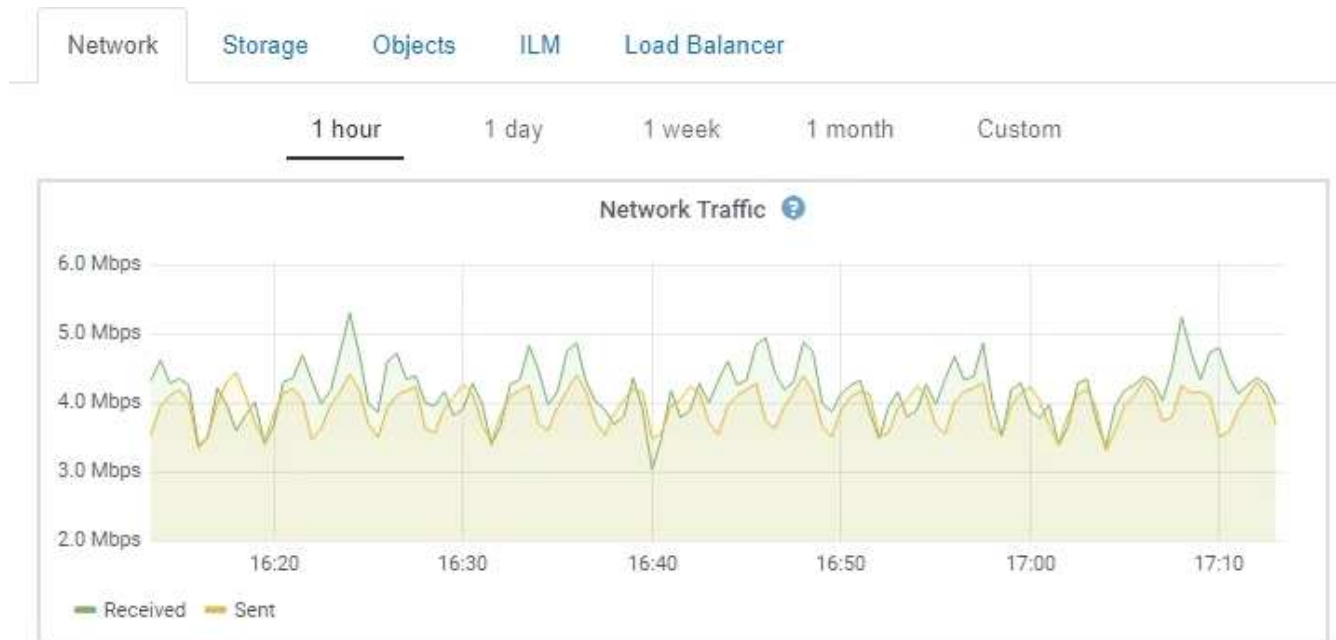 Network Storage Objects ILM Load Balancer
1 hour 1 day 1 week 1 month Custom
Network Traffic ?
6.0 Mbps
5.0 Mbps
4.0 Mbps
3.0 Mbps
2.0 Mbps
16:20 16:30 16:40 16:50 17:00 17:10
Received Sent